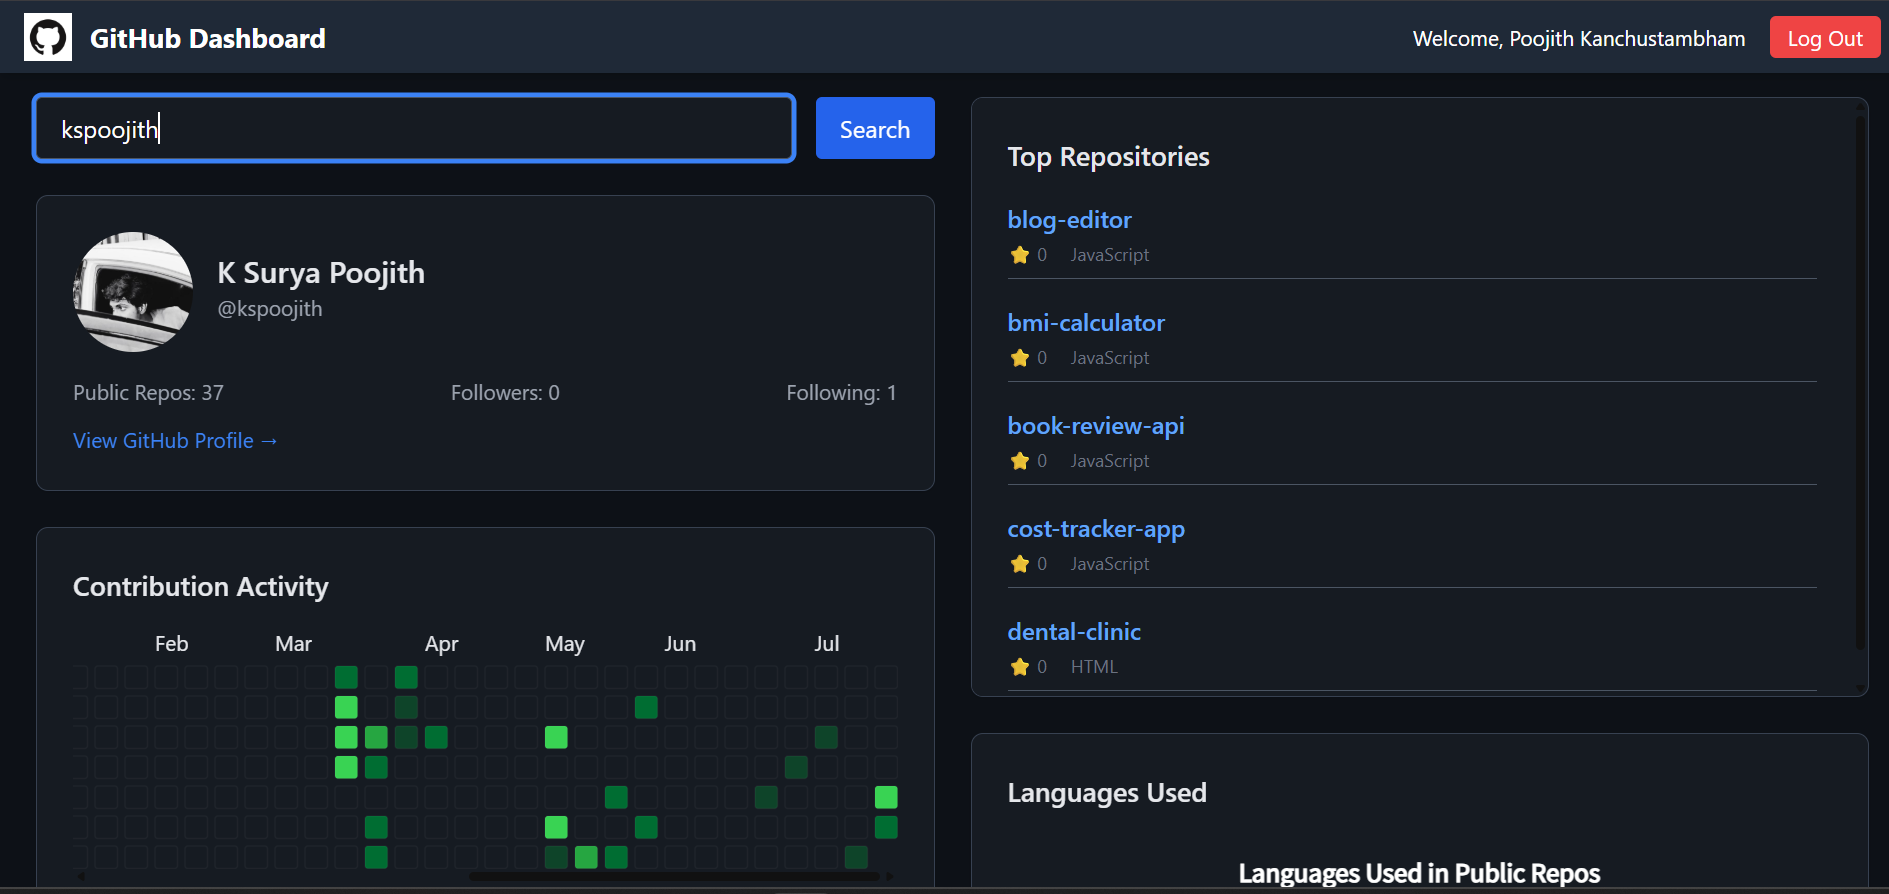 GitHub Dashboard
Welcome, Poojith Kanchustambham
Log Out
kspoojith
Search
K Surya Poojith
@kspoojith
Public Repos: 37
Followers: 0
Following: 1
View GitHub Profile →
Contribution Activity
Feb Mar Apr May Jun Jul
Top Repositories
blog-editor
⭐ 0 JavaScript
bmi-calculator
⭐ 0 JavaScript
book-review-api
⭐ 0 JavaScript
cost-tracker-app
⭐ 0 JavaScript
dental-clinic
⭐ 0 HTML
Languages Used
Languages Used in Public Repos